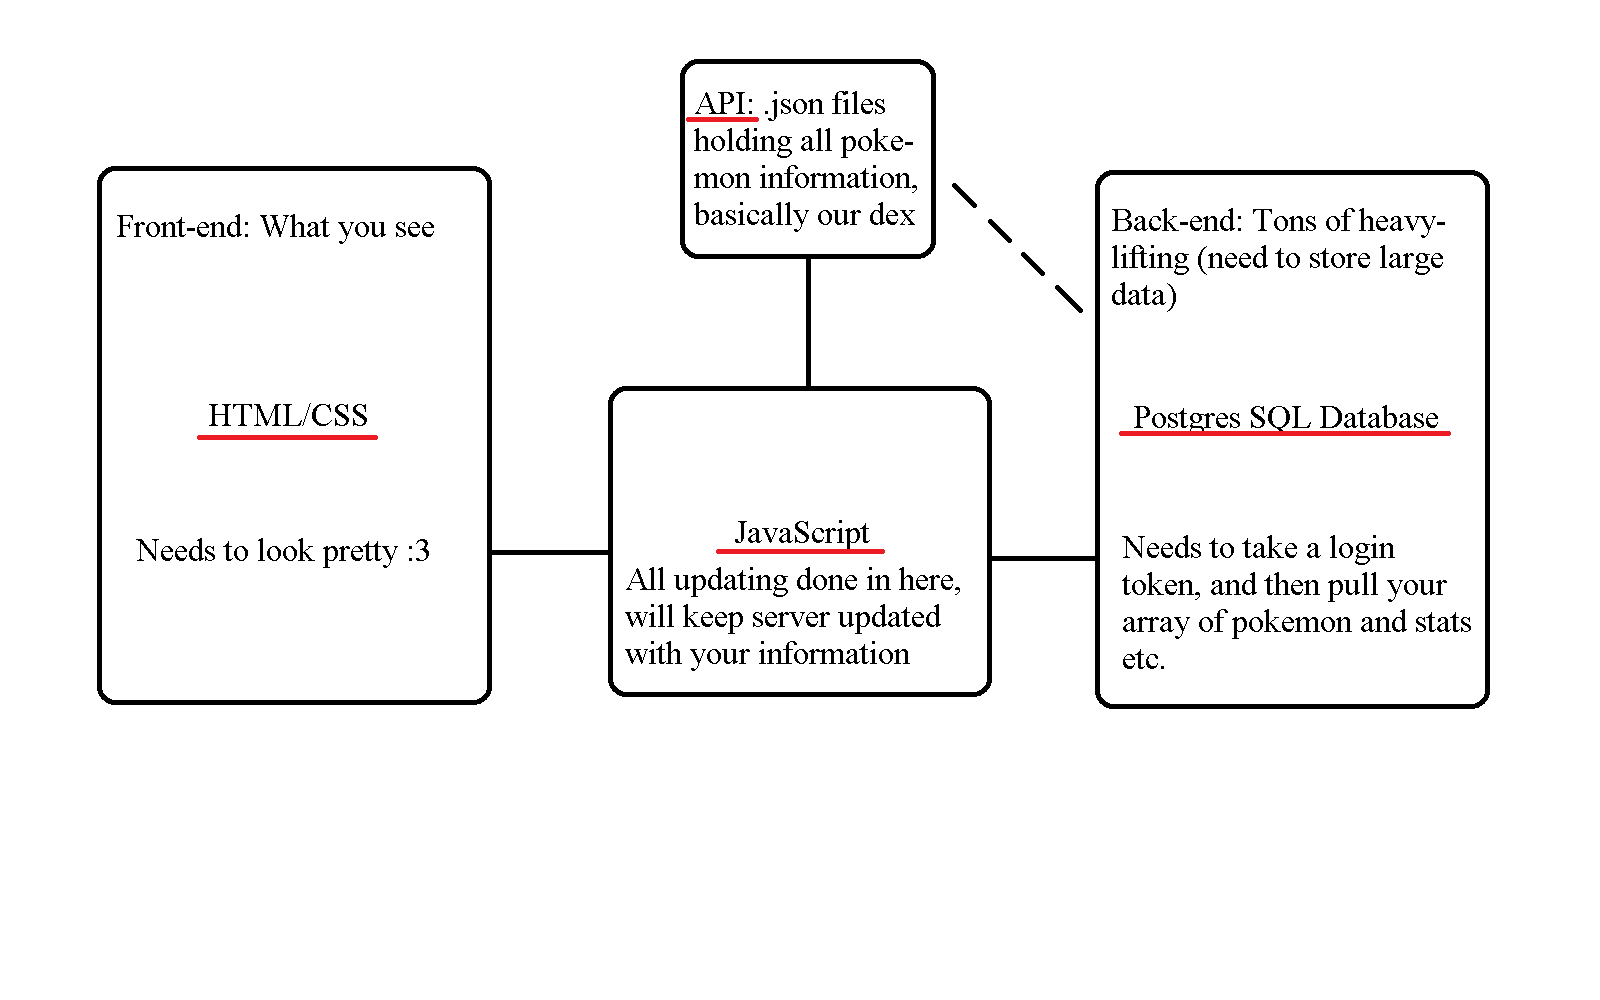 API: .json files
holding all poke-
mon information,
basically our dex
Front-end: What you see
HTML/CSS
Needs to look pretty :3
JavaScript
All updating done in here,
will keep server updated
with your information
Back-end: Tons of heavy-
lifting (need to store large
data)
Postgres SQL Database
Needs to take a login
token, and then pull your
array of pokemon and stats
etc.